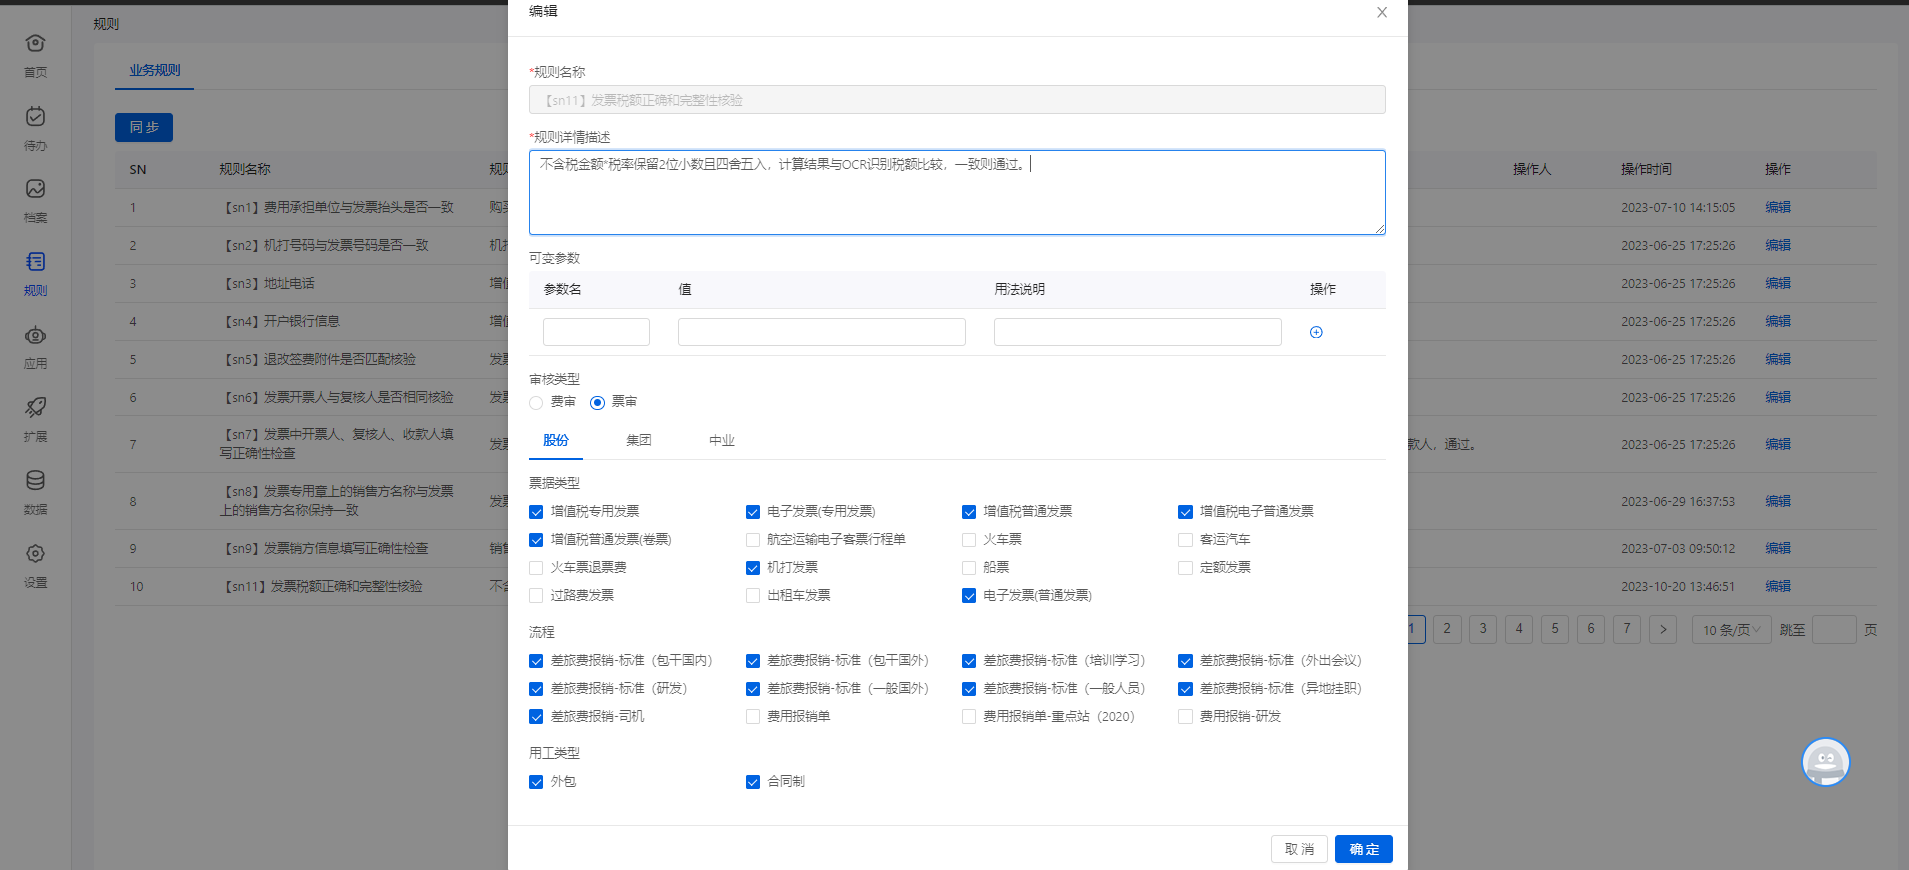 首页
待办
档案
规则
应用
扩展
数据
设置
规则
业务规则
同 步
SN 规则名称 操作人 操作时间 操作
1 【sn1】费用承担单位与发票抬头是否一致 2023-07-10 14:15:05 编辑
2 【sn2】机打号码与发票号码是否一致 2023-06-25 17:25:26 编辑
3 【sn3】地址电话 2023-06-25 17:25:26 编辑
4 【sn4】开户银行信息 2023-06-25 17:25:26 编辑
5 【sn5】退改签费附件是否匹配核验 发票 2023-06-25 17:25:26 编辑
6 【sn6】发票开票人与复核人是否相同核验 发票 2023-06-25 17:25:26 编辑
7 【sn7】发票中开票人、复核人、收款人填 发票 款人，通过。 2023-06-25 17:25:26 编辑
写正确性检查
8 【sn8】发票专用章上的销售方名称与发票 发票 2023-06-29 16:37:53 编辑
上的销售方名称保持一致
9 【sn9】发票销方信息填写正确性检查 销售 2023-07-03 09:50:12 编辑
10 【sn11】发票税额正确和完整性核验 不含 2023-10-20 13:46:51 编辑
1 2 3 4 5 6 7 > 10 条/页 跳至 页
编辑
*规则名称
【sn11】发票税额正确和完整性核验
*规则详情描述
不含税金额*税率保留2位小数且四舍五入，计算结果与OCR识别税额比较，一致则通过。
可变参数
参数名 值 用法说明 操作
审核类型
费审 票审
股份 集团 中业
票据类型
增值税专用发票 电子发票(专用发票) 增值税普通发票 增值税电子普通发票
增值税普通发票(卷票) 航空运输电子客票行程单 火车票 客运汽车
火车票退票费 机打发票 船票 定额发票
过路费发票 出租车发票 电子发票(普通发票)
流程
差旅费报销-标准（包干国内） 差旅费报销-标准（包干国外） 差旅费报销-标准（培训学习） 差旅费报销-标准（外出会议）
差旅费报销-标准（研发） 差旅费报销-标准（一般国外） 差旅费报销-标准（一般人员） 差旅费报销-标准（异地挂职）
差旅费报销-司机 费用报销单 费用报销单-重点站（2020） 费用报销-研发
用工类型
外包 合同制
取 消 确 定